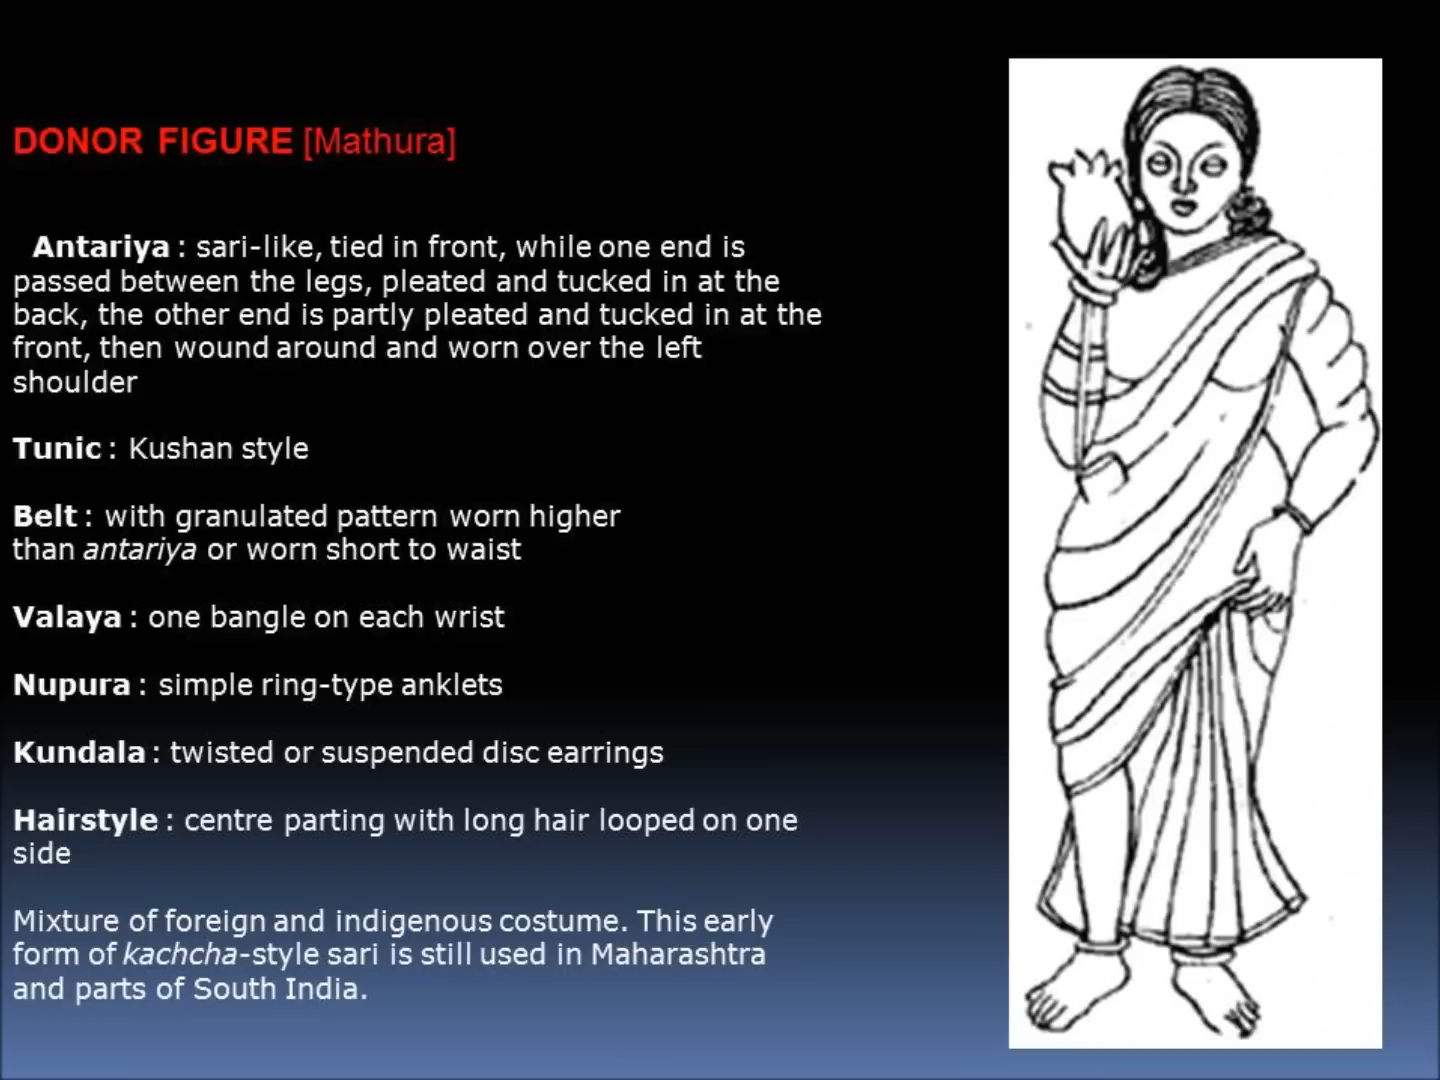 DONOR FIGURE [Mathura]
Antariya : sari-like, tied in front, while one end is
passed between the legs, pleated and tucked in at the
back, the other end is partly pleated and tucked in at the
front, then wound around and worn over the left
shoulder
Tunic : Kushan style
Belt : with granulated pattern worn higher
than antariya or worn short to waist
Valaya : one bangle on each wrist
Nupura : simple ring-type anklets
Kundala : twisted or suspended disc earrings
Hairstyle : centre parting with long hair looped on one
side
Mixture of foreign and indigenous costume. This early
form of kachcha-style sari is still used in Maharashtra
and parts of South India.